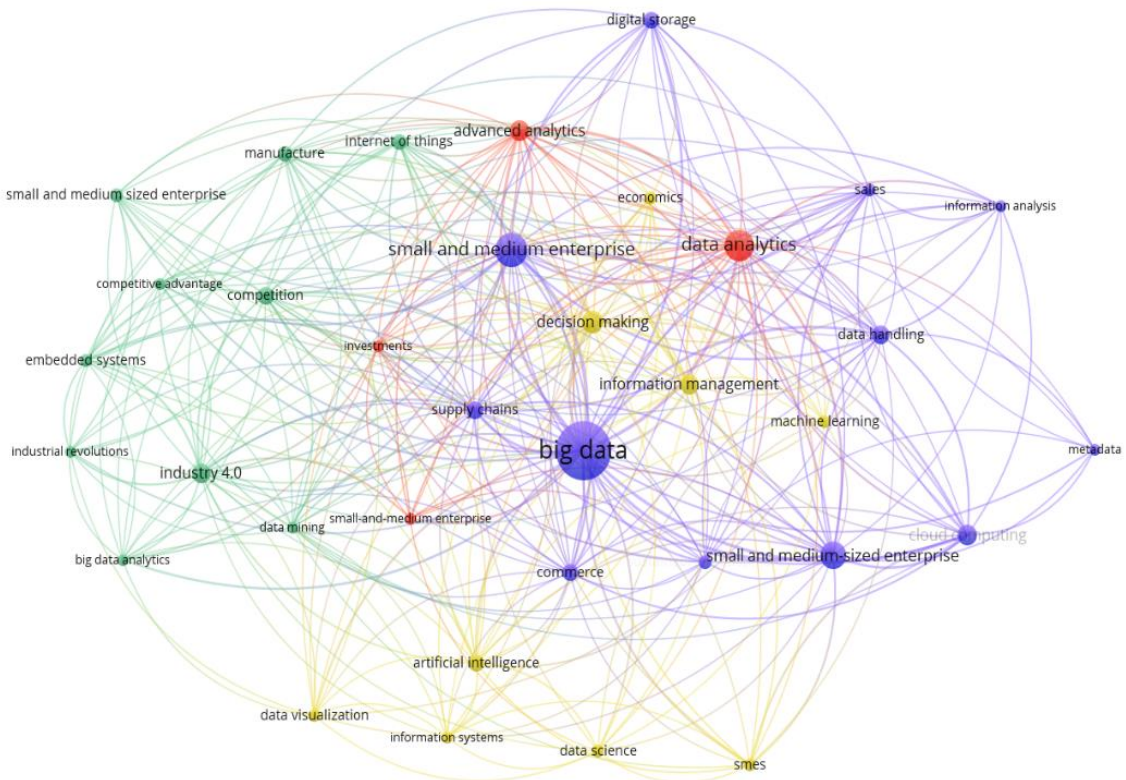 digital storage
advanced analytics
internet of things
manufacture
small and medium sized enterprise
economics
sales
information analysis
small and medium enterprise
data analytics
competitive advantage
competition
decision making
data handling
embedded systems
investments
information management
supply chains
machine learning
big data
industrial revolutions
metadata
industry 4.0
small-and-medium enterprise
data mining
cloud computing
big data analytics
commerce
small and medium-sized enterprise
artificial intelligence
data visualization
information systems
data science
smes